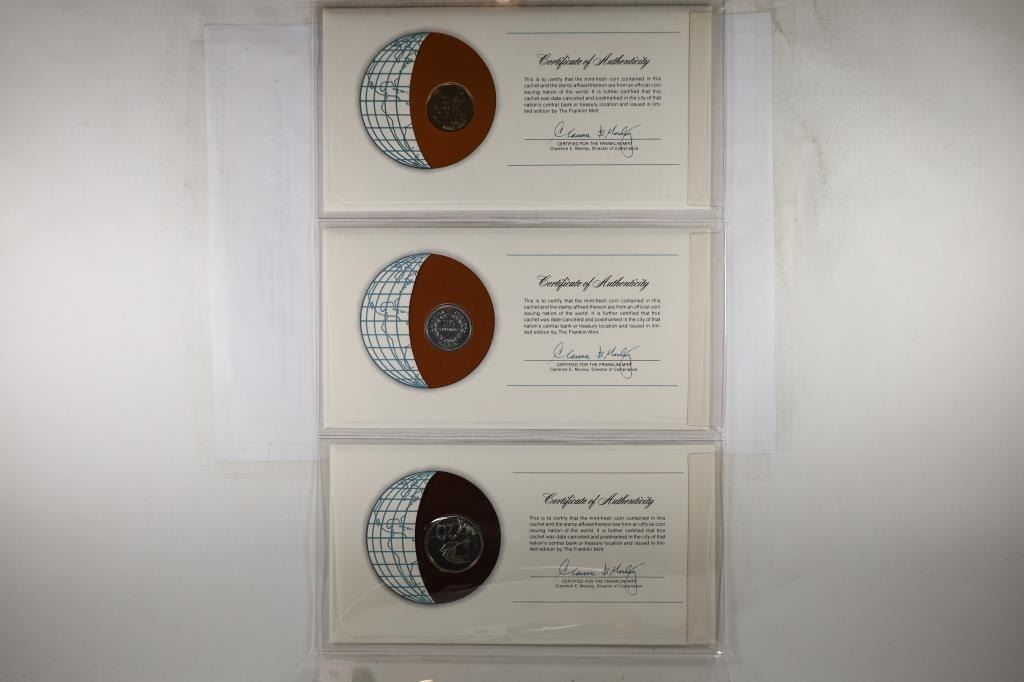 Certificate of Authenticity
This is to certify that the mint-fresh coin contained in this
cachet and the stamp affixed thereon are from an official coin
issuing nation of the world. It is further certified that this
cachet was date-canceled and postmarked in the city of that
nation's central bank or treasury location and issued in lim-
ited edition by The Franklin Mint.
CERTIFIED FOR THE FRANKLIN MINT
Clarence E. Mosley, Director of Compliance
Certificate of Authenticity
This is to certify that the mint-fresh coin contained in this
cachet and the stamp affixed thereon are from an official coin
issuing nation of the world. It is further certified that this
cachet was date-canceled and postmarked in the city of that
nation's central bank or treasury location and issued in lim-
ited edition by The Franklin Mint.
CERTIFIED FOR THE FRANKLIN MINT
Clarence E. Mosley, Director of Compliance
20
Certificate of Authenticity
This is to certify that the mint-fresh coin contained in this
cachet and the stamp affixed thereon are from an official coin
issuing nation of the world. It is further certified that this
cachet was date-canceled and postmarked in the city of that
nation's central bank or treasury location and issued in lim-
ited edition by The Franklin Mint.
CERTIFIED FOR THE FRANKLIN MINT
Clarence E. Mosley, Director of Compliance